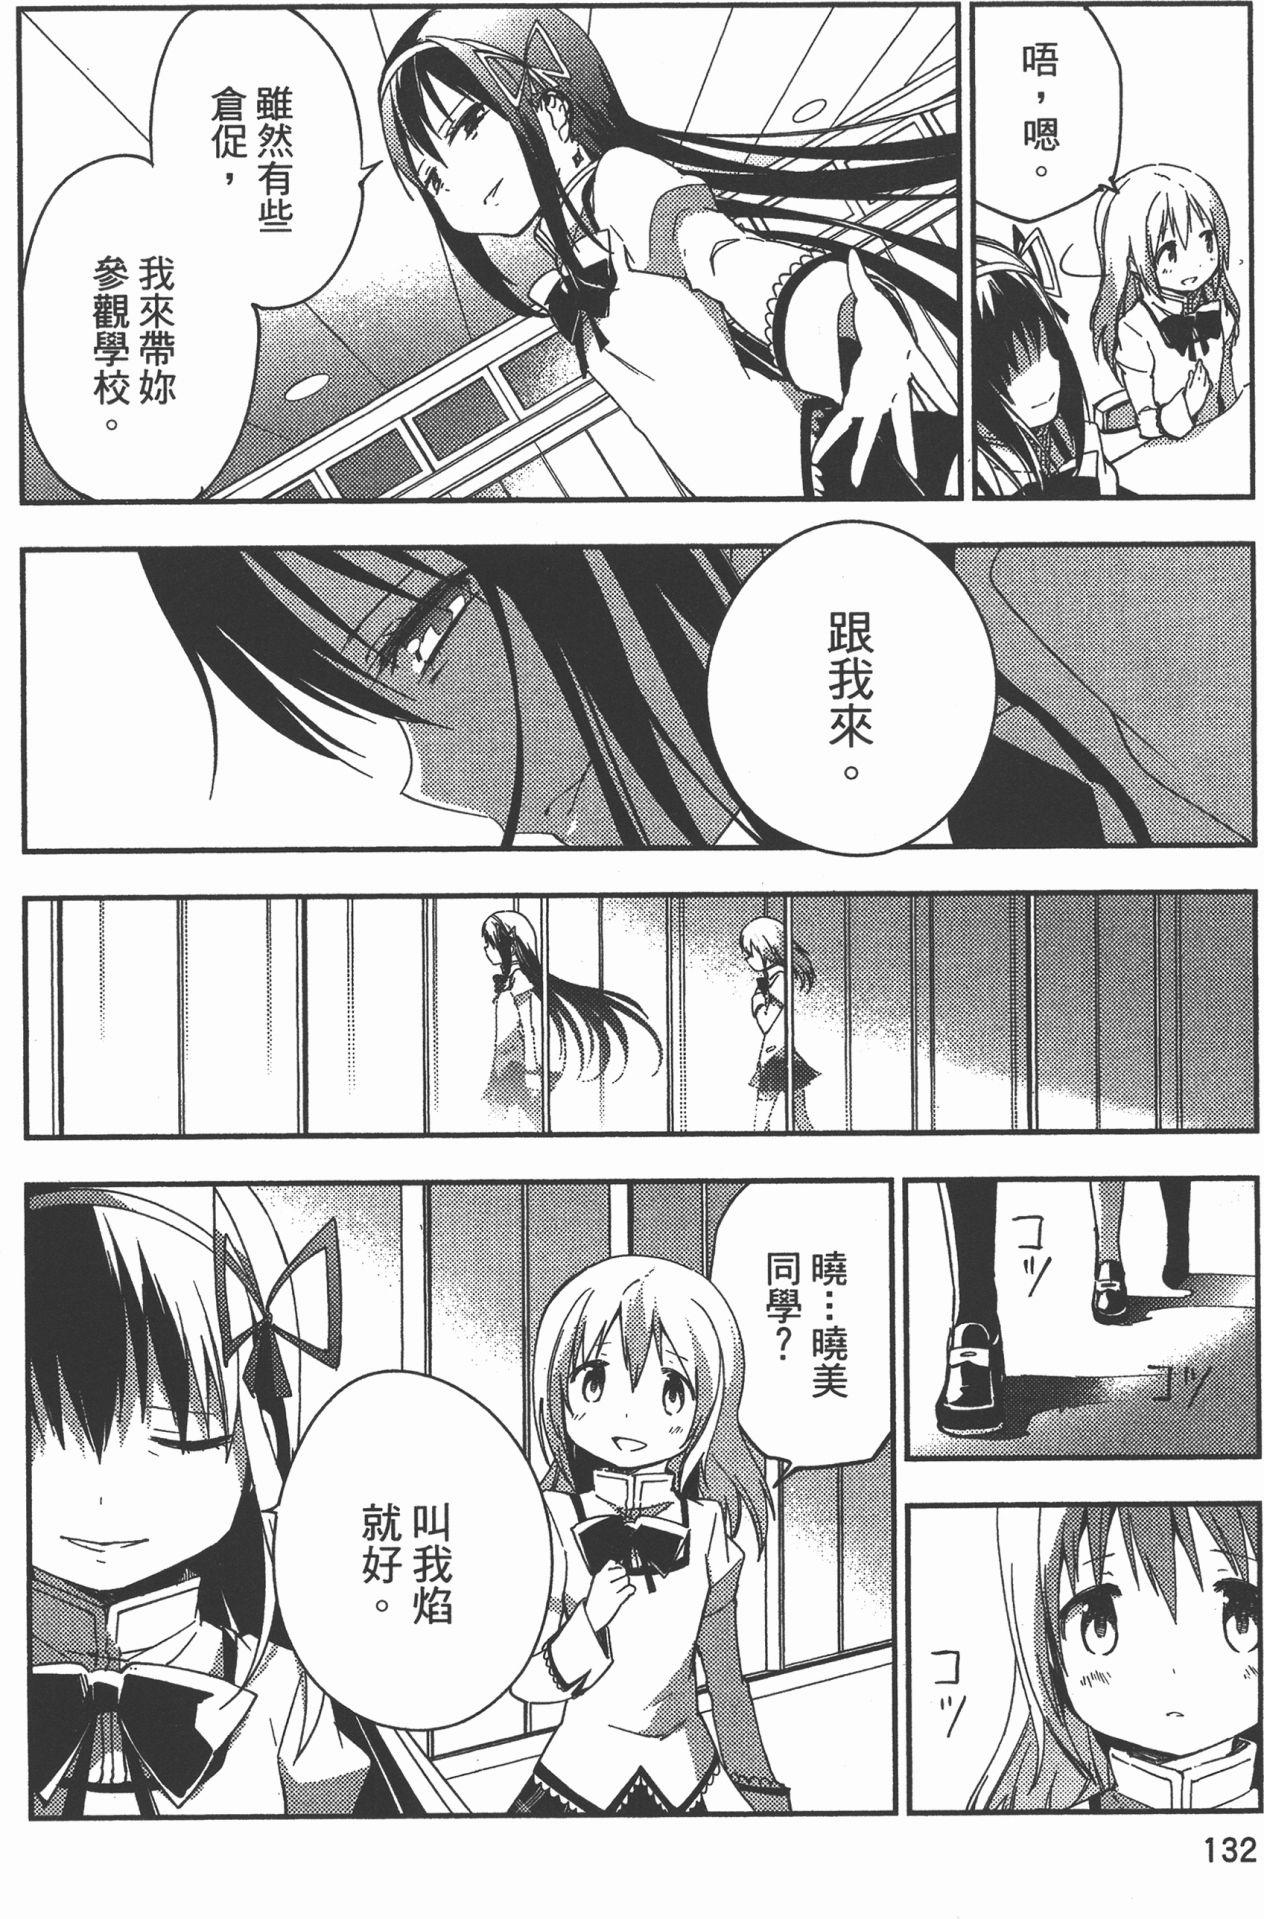 唔，嗯。
雖然有些
倉促，
我來帶妳
參觀學校。
跟我來。
コツ
コツ
コツ
曉…曉美
同學？
叫我焰
就好。
132